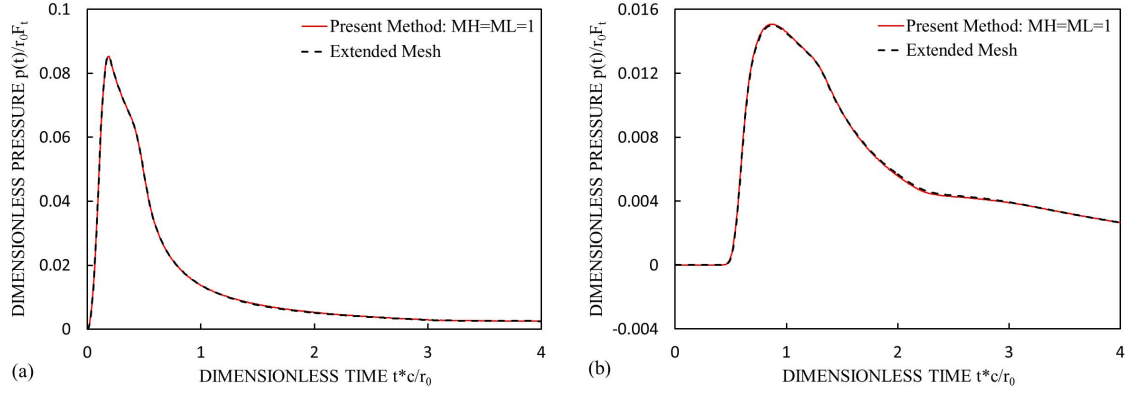 0.1
0.08
0.06
0.04
0.02
0
0
1
2
3
4
DIMENSIONLESS PRESSURE p(t)/r₀Fₜ
DIMENSIONLESS TIME t*c/r₀
Present Method: MH=ML=1
Extended Mesh
(a)
0.016
0.012
0.008
0.004
0
-0.004
0
1
2
3
4
DIMENSIONLESS PRESSURE p(t)/r₀Fₜ
DIMENSIONLESS TIME t*c/r₀
Present Method: MH=ML=1
Extended Mesh
(b)